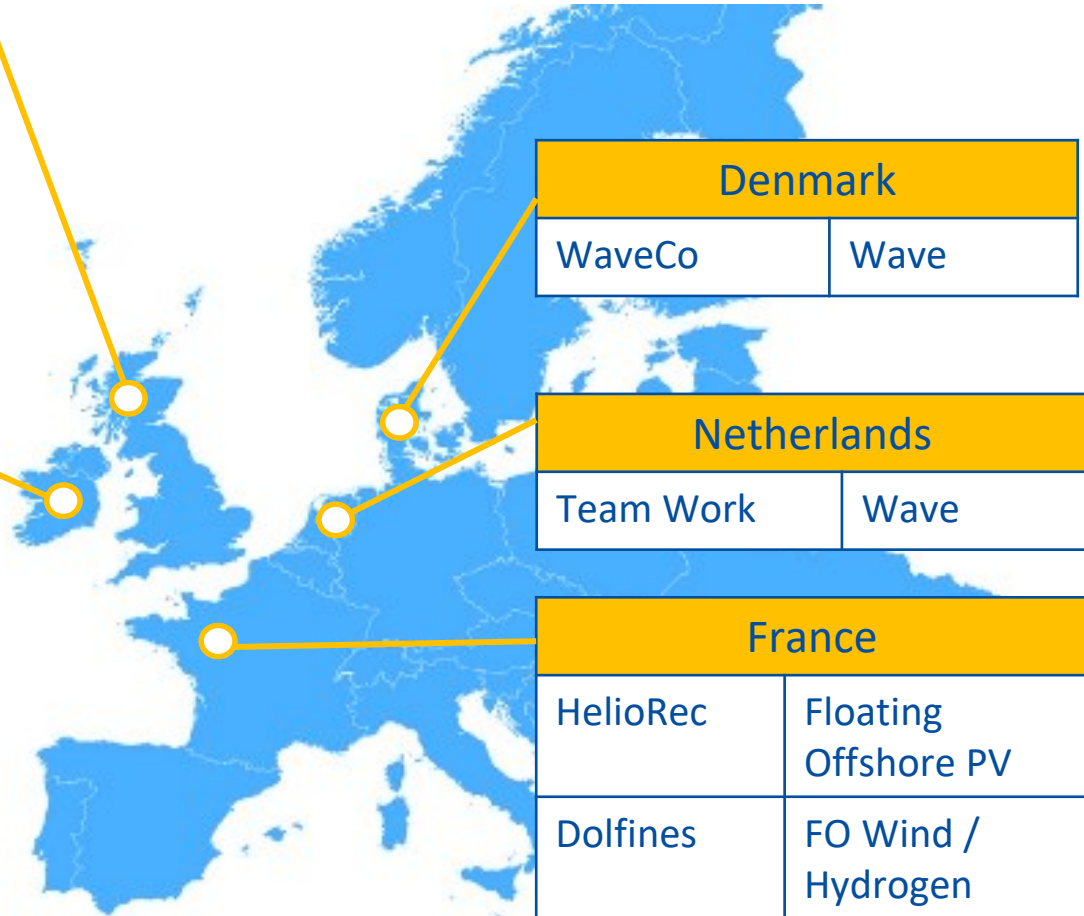 Denmark
WaveCo Wave
Netherlands
Team Work Wave
France
HelioRec Floating
Offshore PV
Dolfines FO Wind /
Hydrogen